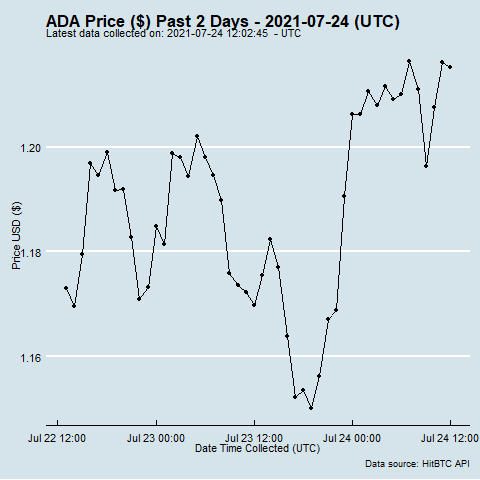 ADA Price ($) Past 2 Days - 2021-07-24 (UTC)
Latest data collected on: 2021-07-24 12:02:45 - UTC
Price USD ($)
1.20
1.18
1.16
Jul 22 12:00 Jul 23 00:00 Jul 23 12:00 Jul 24 00:00 Jul 24 12:00
Date Time Collected (UTC)
Data source: HitBTC API